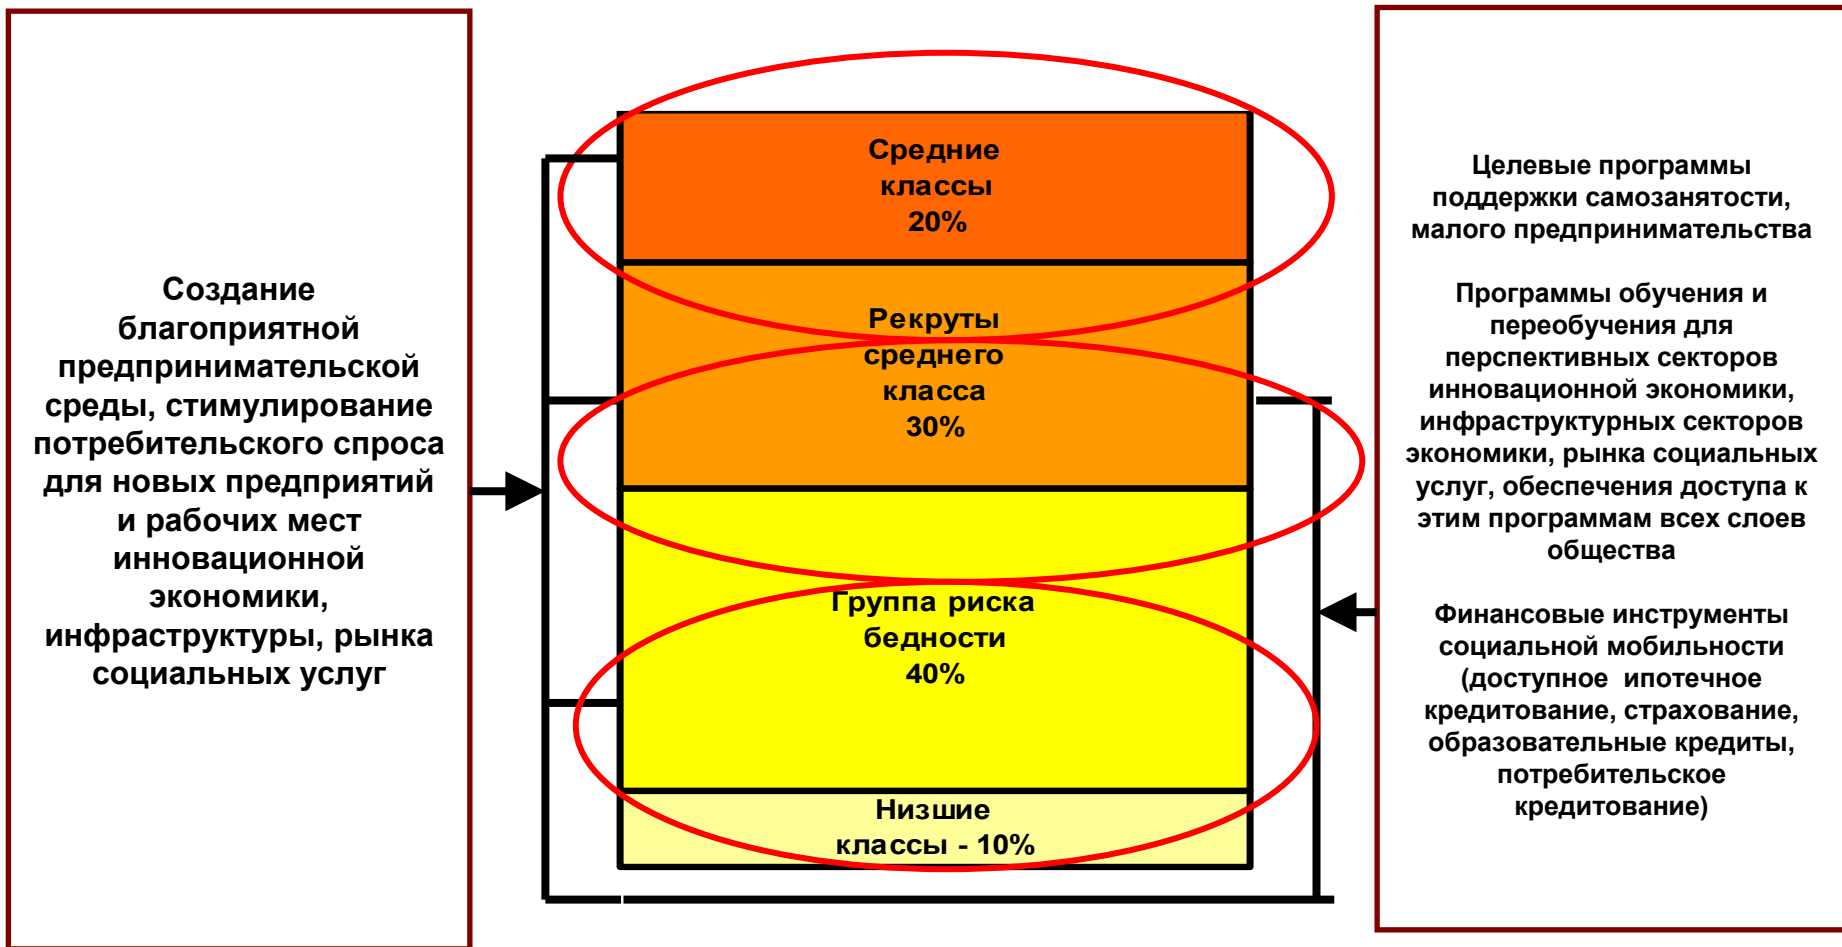 Создание
благоприятной
предпринимательской
среды, стимулирование
потребительского спроса
для новых предприятий
и рабочих мест
инновационной
экономики,
инфраструктуры, рынка
социальных услуг
Средние
классы
20%
Рекруты
среднего
класса
30%
Группа риска
бедности
40%
Низшие
классы - 10%
Целевые программы
поддержки самозанятости,
малого предпринимательства
Программы обучения и
переобучения для
перспективных секторов
инновационной экономики,
инфраструктурных секторов
экономики, рынка социальных
услуг, обеспечения доступа к
этим программам всех слоев
общества
Финансовые инструменты
социальной мобильности
(доступное ипотечное
кредитование, страхование,
образовательные кредиты,
потребительское
кредитование)